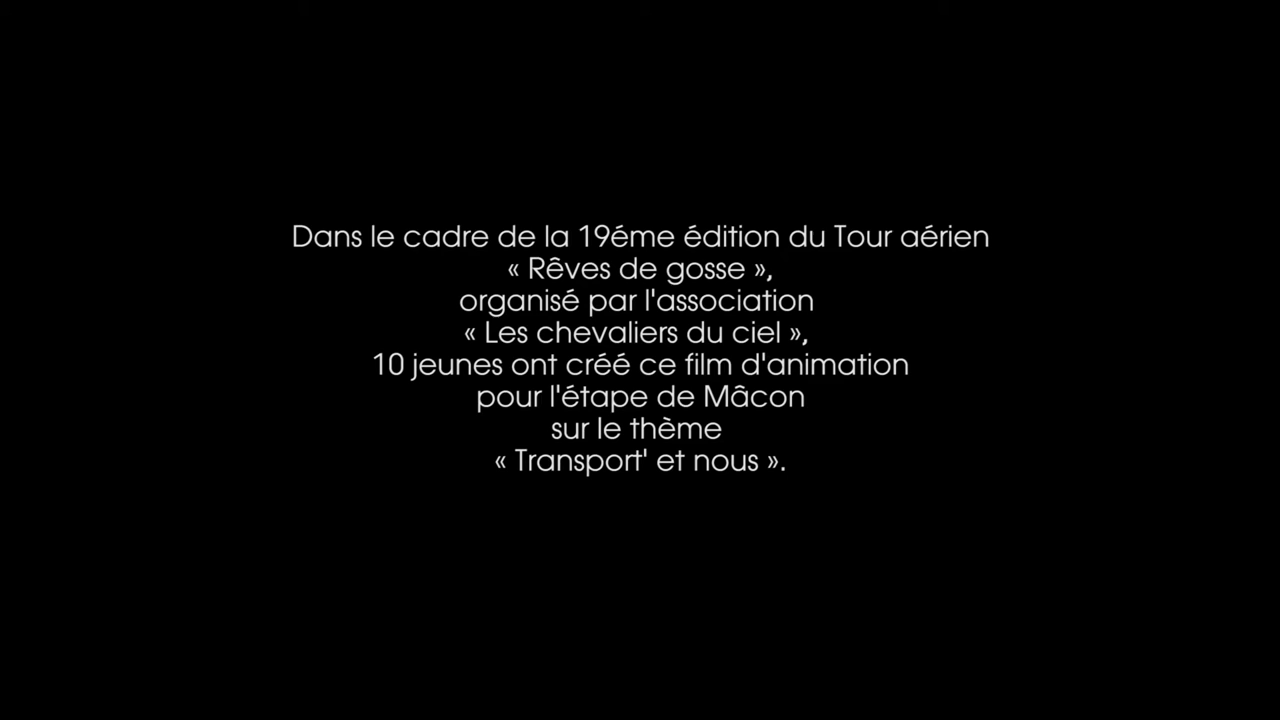 Dans le cadre de la 19éme édition du Tour aérien
« Rêves de gosse »,
organisé par l'association
« Les chevaliers du ciel »,
10 jeunes ont créé ce film d'animation
pour l'étape de Mâcon
sur le thème
« Transport' et nous ».